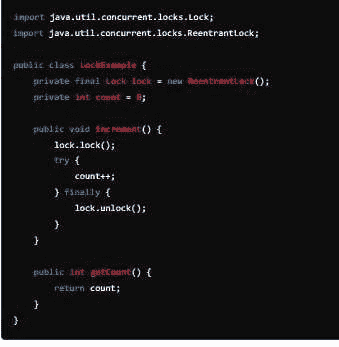 import java.util.concurrent.locks.Lock;
import java.util.concurrent.locks.ReentrantLock;
public class LockExample {
private final Lock lock = new ReentrantLock();
private int count = 0;
public void increment() {
lock.lock();
try {
count++;
} finally {
lock.unlock();
}
}
public int getCount() {
return count;
}
}